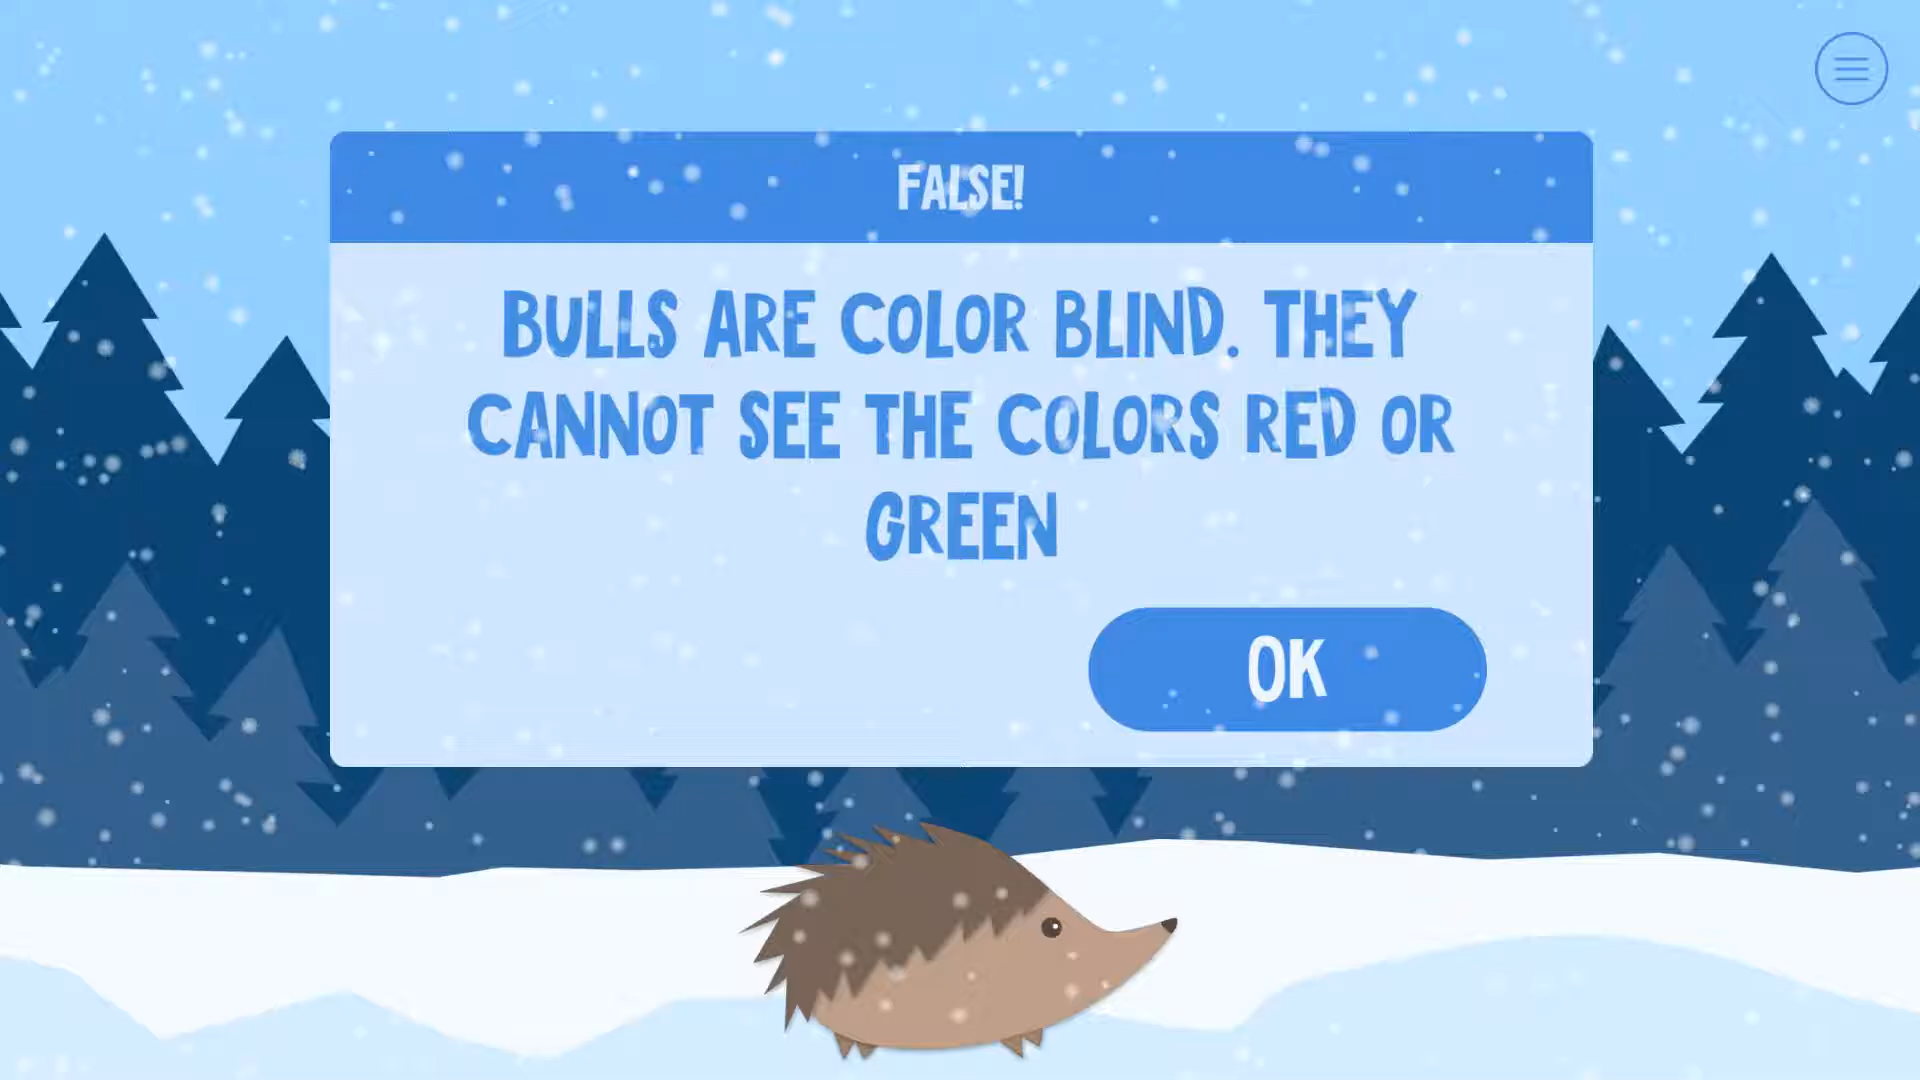 FALSE!
BULLS ARE COLOR BLIND. THEY
CANNOT SEE THE COLORS RED OR
GREEN
OK